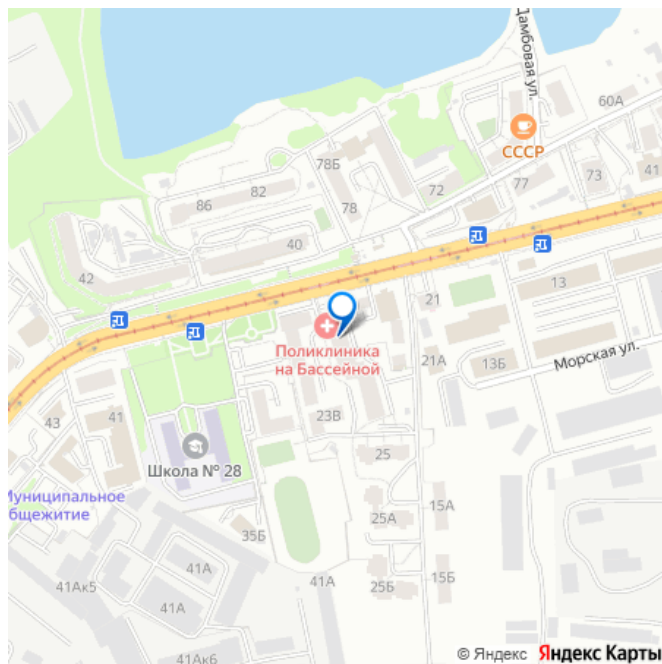 Дамбовая ул.
60А
СССР
78Б
82
72
77
73
41
86
78
40
42
13
21
Поликлиника
на Бассейной
21А
13Б
Морская ул.
43
41
23В
25
Школа № 28
Муниципальное
бщежитие
15А
25А
35Б
41А
41Ак5
41А
41А
25Б
15Б
41Ак6
© Яндекс Яндекс Карты